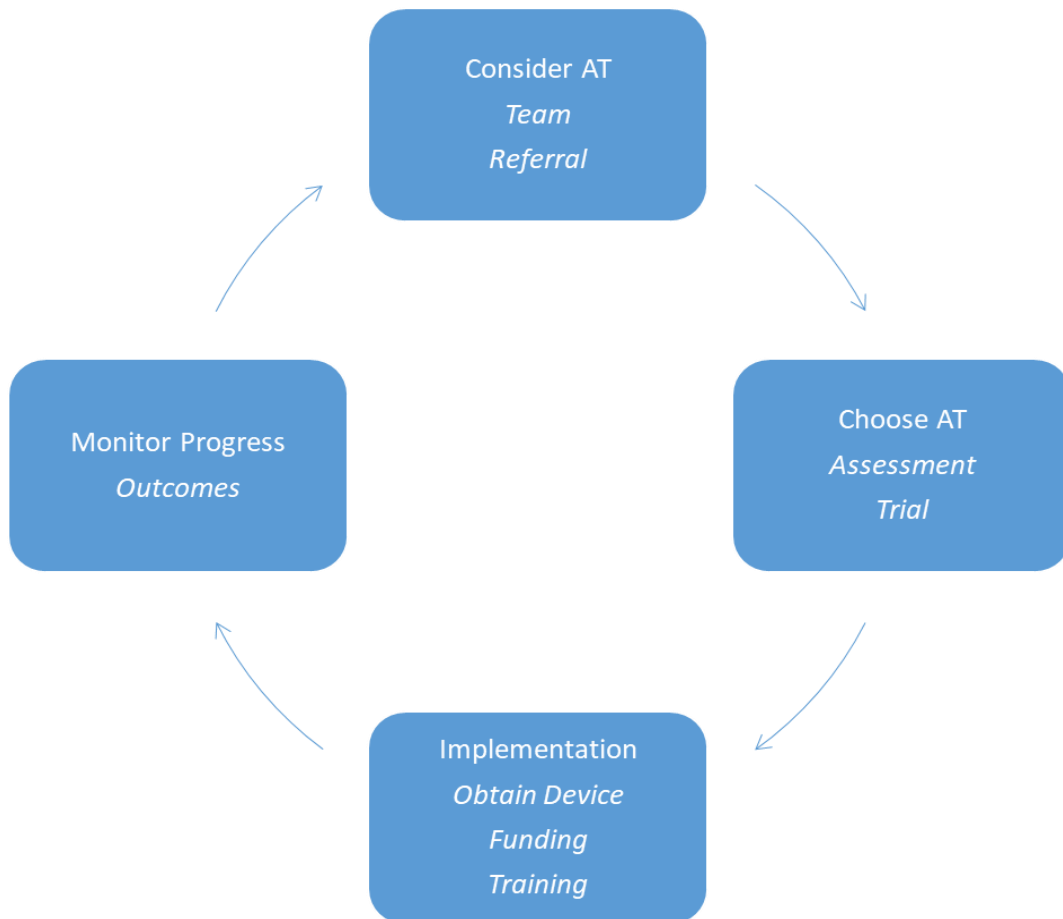 Consider AT
Team
Referral
Choose AT
Assessment
Trial
Implementation
Obtain Device
Funding
Training
Monitor Progress
Outcomes